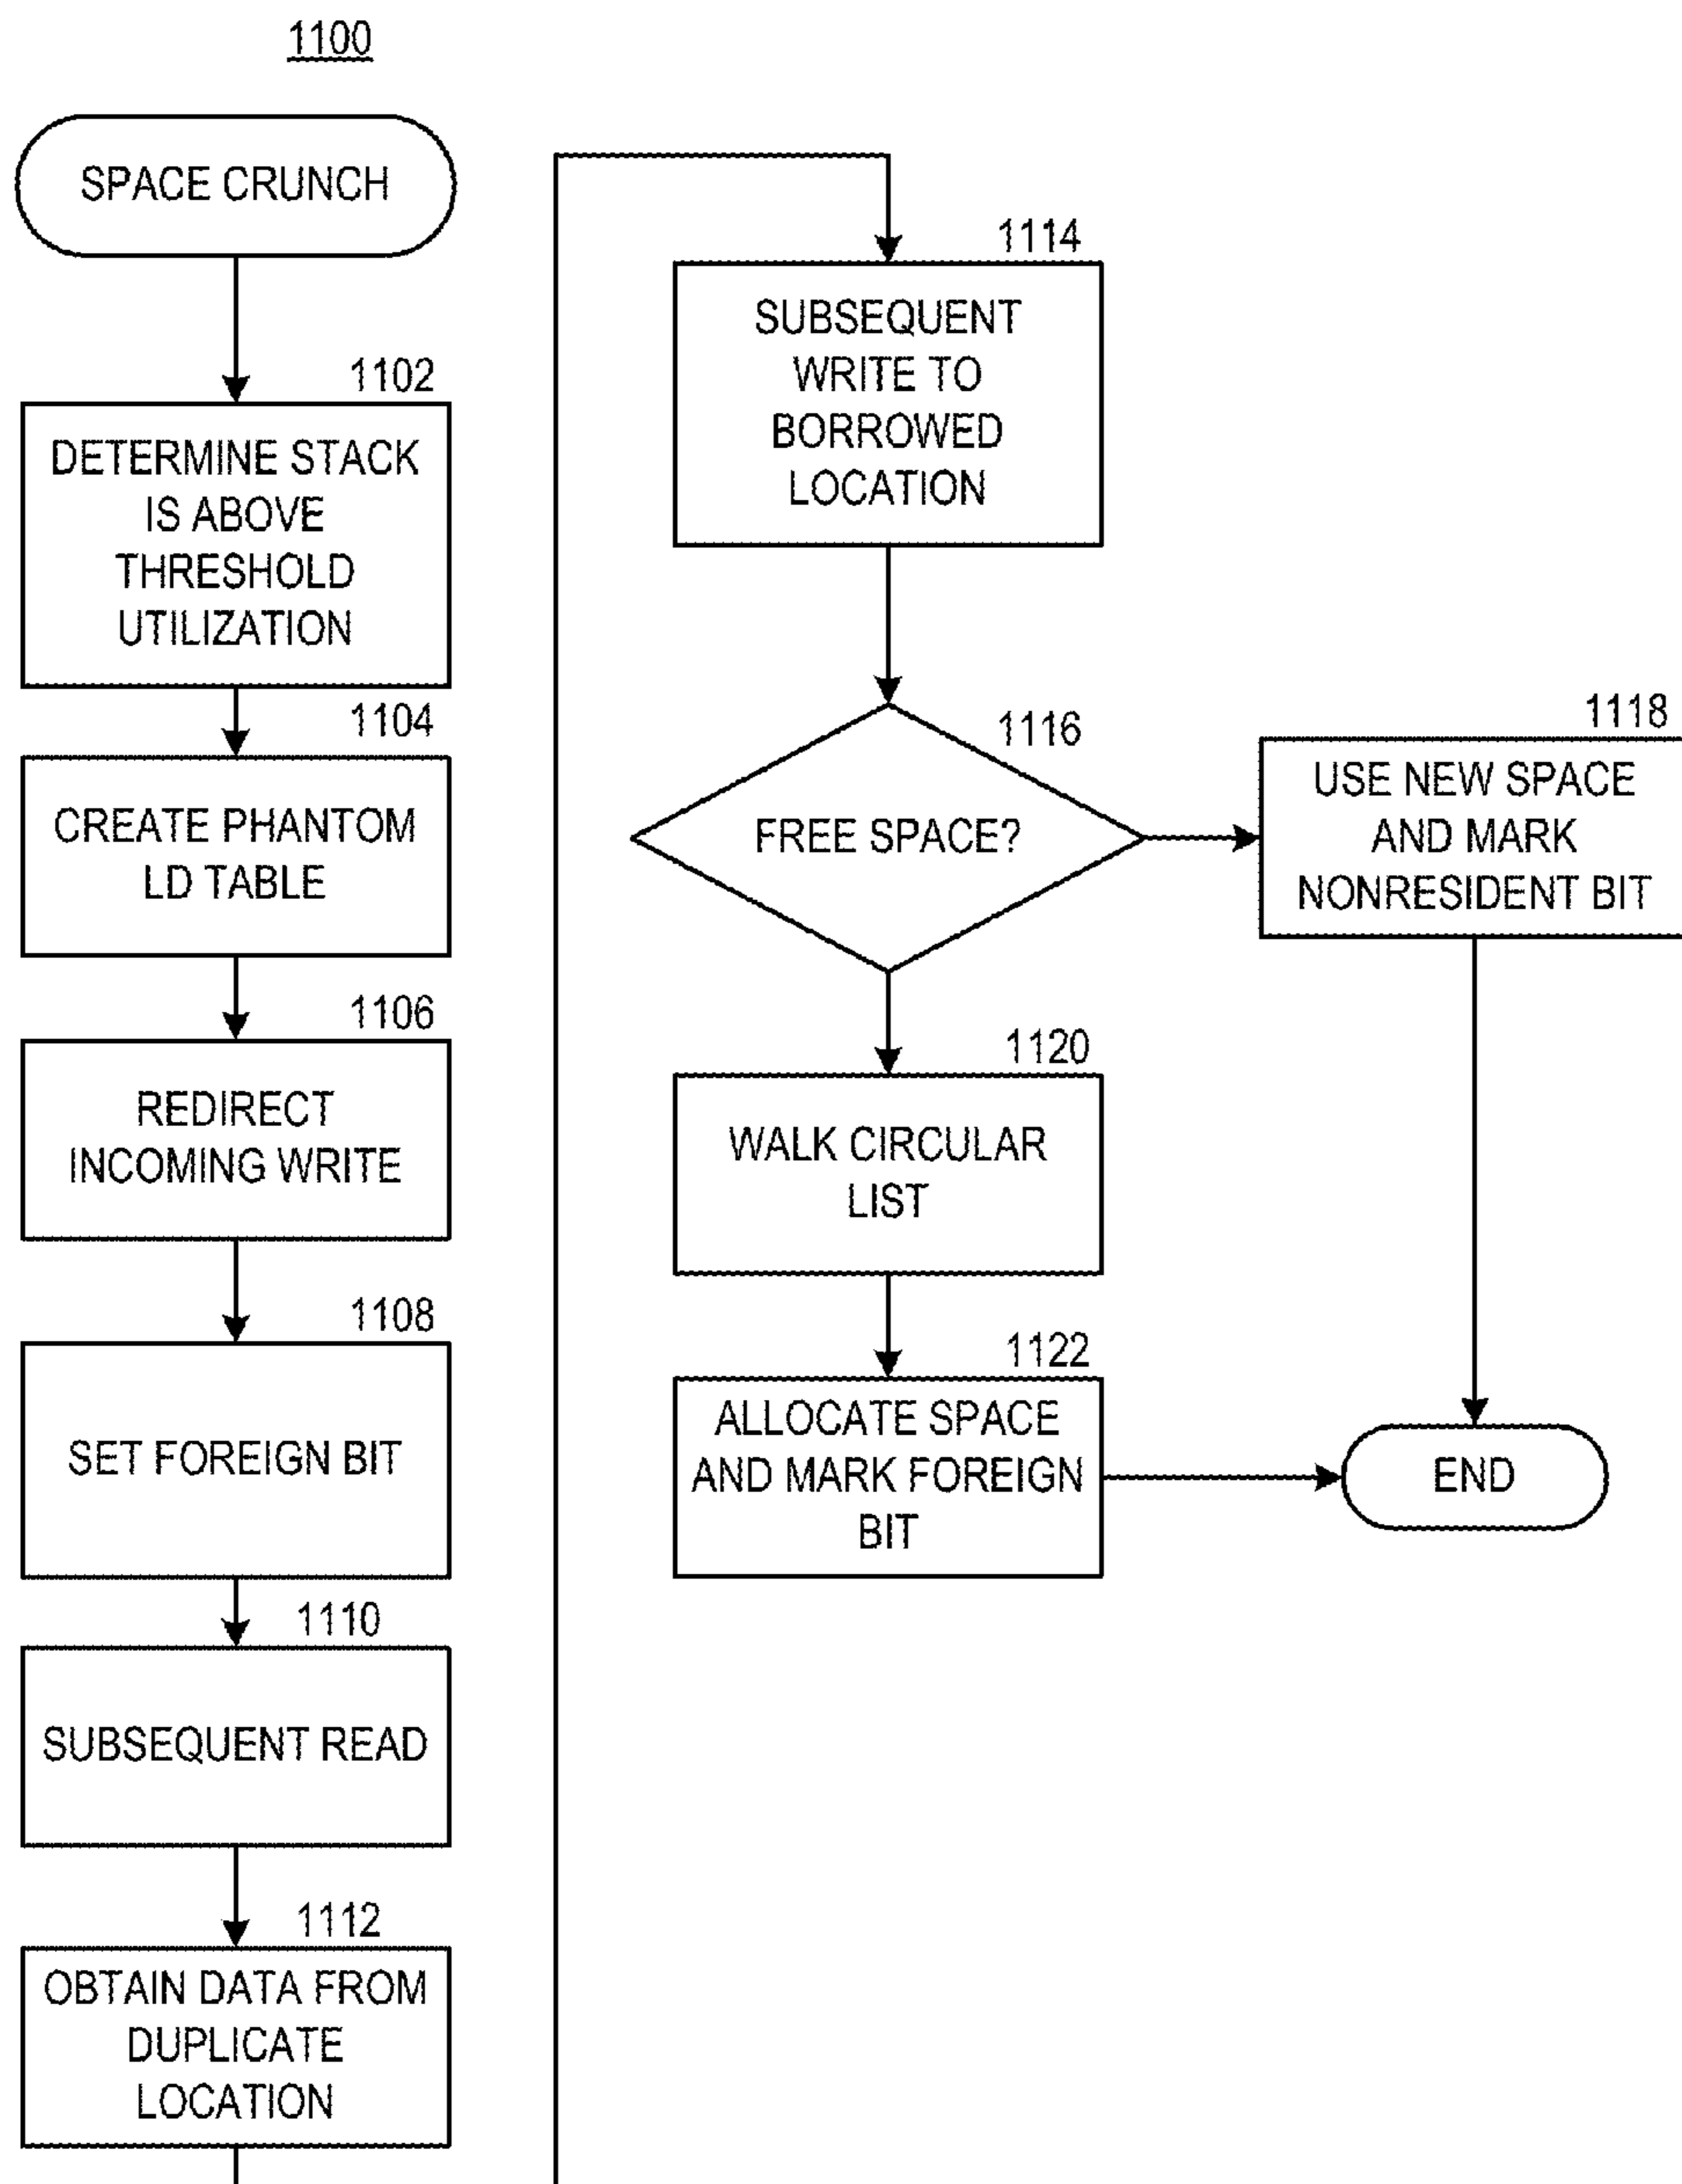 1100
SPACE CRUNCH
1102
DETERMINE STACK
IS ABOVE
THRESHOLD
UTILIZATION
1104
CREATE PHANTOM
LD TABLE
1106
REDIRECT
INCOMING WRITE
1108
SET FOREIGN BIT
1110
SUBSEQUENT READ
1112
OBTAIN DATA FROM
DUPLICATE
LOCATION
1114
SUBSEQUENT
WRITE TO
BORROWED
LOCATION
1116
FREE SPACE?
1118
USE NEW SPACE
AND MARK
NONRESIDENT BIT
1120
WALK CIRCULAR
LIST
1122
ALLOCATE SPACE
AND MARK FOREIGN
BIT
END